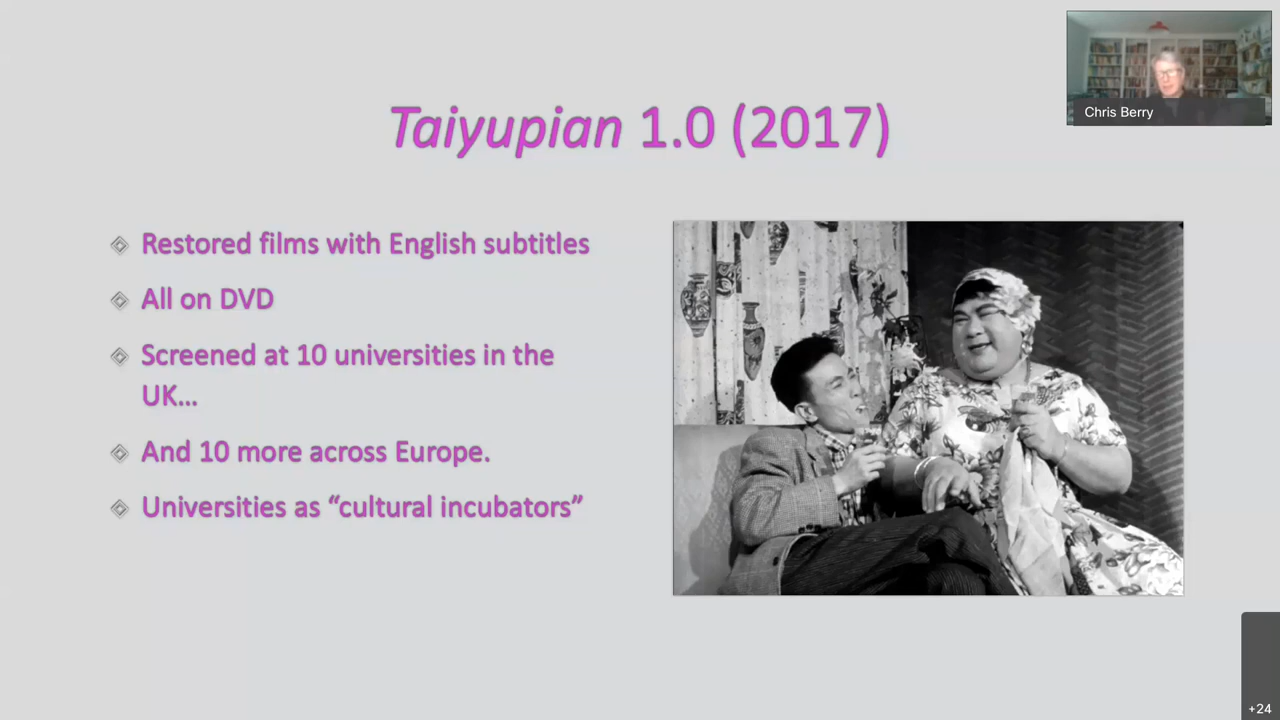 Chris Berry
Taiyupian 1.0 (2017)
Restored films with English subtitles
All on DVD
Screened at 10 universities in the
UK...
And 10 more across Europe.
Universities as “cultural incubators”
+24